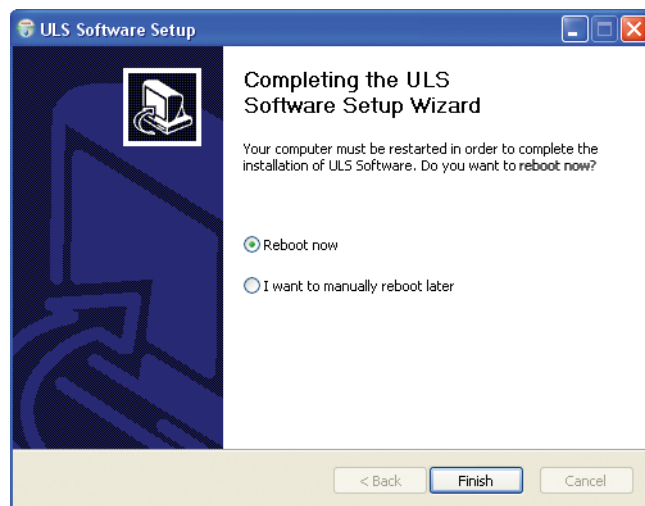 ULS Software Setup
Completing the ULS
Software Setup Wizard
Your computer must be restarted in order to complete the
installation of ULS Software. Do you want to reboot now?
Reboot now
I want to manually reboot later
< Back
Finish
Cancel